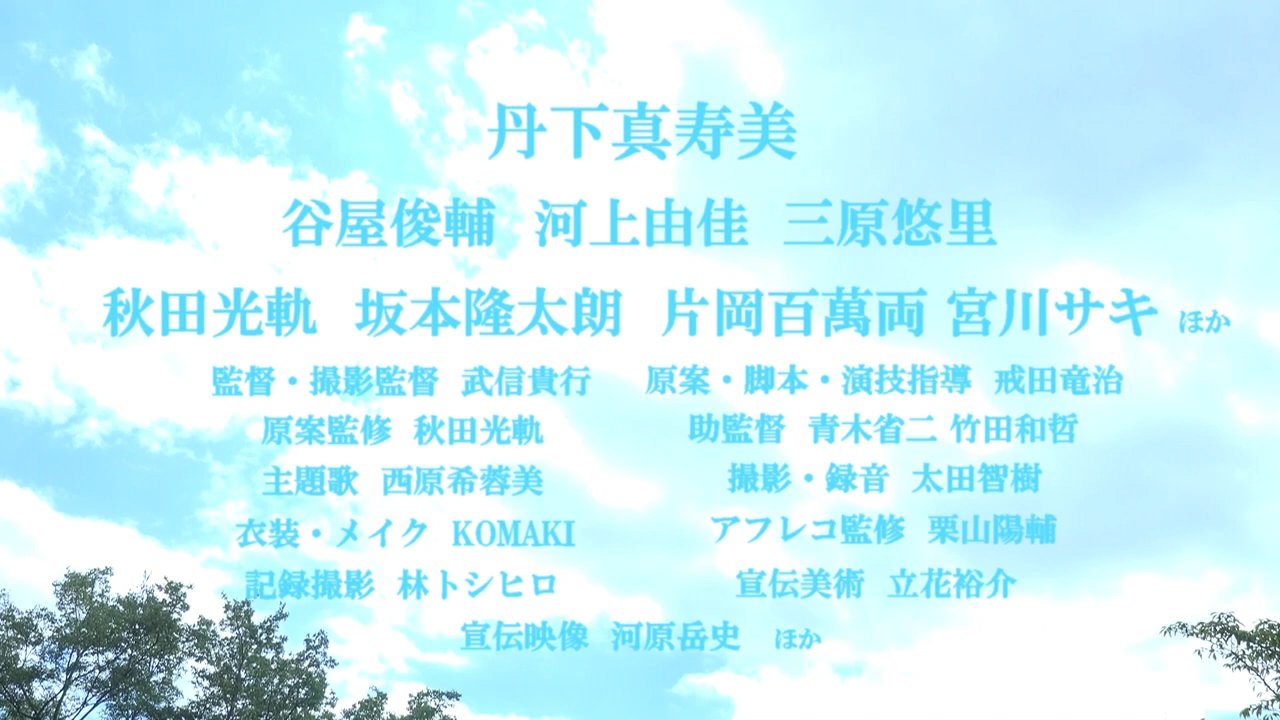 丹下真寿美
谷屋俊輔 河上由佳 三原悠里
秋田光軌 坂本隆太朗 片岡百萬両 宮川サキ ほか
監督・撮影監督 武信貴行 原案・脚本・演技指導 戒田竜治
原案監修 秋田光軌 助監督 青木省二 竹田和哲
主題歌 西原希蓉美 撮影・録音 太田智樹
衣装・メイク KOMAKI アフレコ監修 栗山陽輔
記録撮影 林トシヒロ 宣伝美術 立花裕介
宣伝映像 河原岳史 ほか